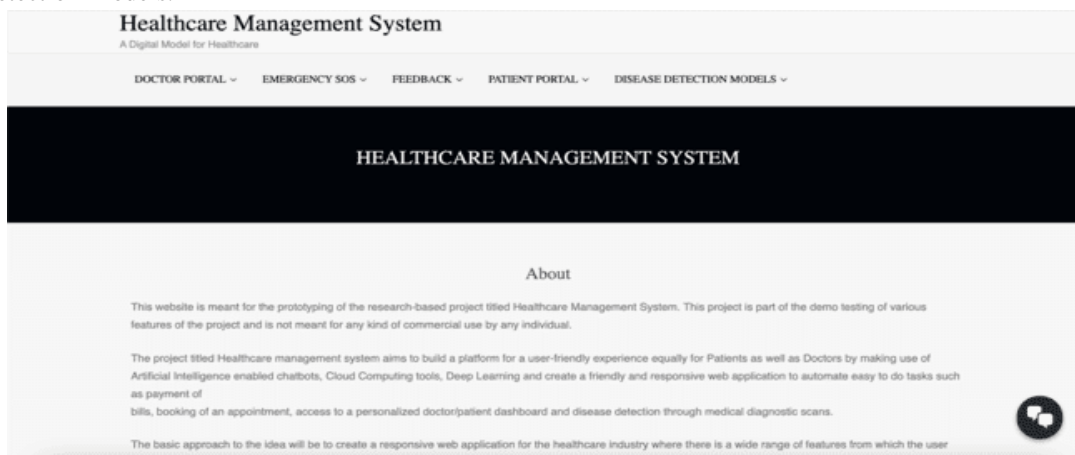 Healthcare Management System
A Digital Model for Healthcare
DOCTOR PORTAL EMERGENCY SOS FEEDBACK PATIENT PORTAL DISEASE DETECTION MODELS
HEALTHCARE MANAGEMENT SYSTEM
About
This website is meant for the prototyping of the research-based project titled Healthcare Management System. This project is part of the demo testing of various
features of the project and is not meant for any kind of commercial use by any individual.
The project titled Healthcare management system aims to build a platform for a user-friendly experience equally for Patients as well as Doctors by making use of
Artificial Intelligence enabled chatbots, Cloud Computing tools, Deep Learning and create a friendly and responsive web application to automate easy to do tasks such
as payment of
bills, booking of an appointment, access to a personalized doctor/patient dashboard and disease detection through medical diagnostic scans.
The basic approach to the idea will be to create a responsive web application for the healthcare industry where there is a wide range of features from which the user